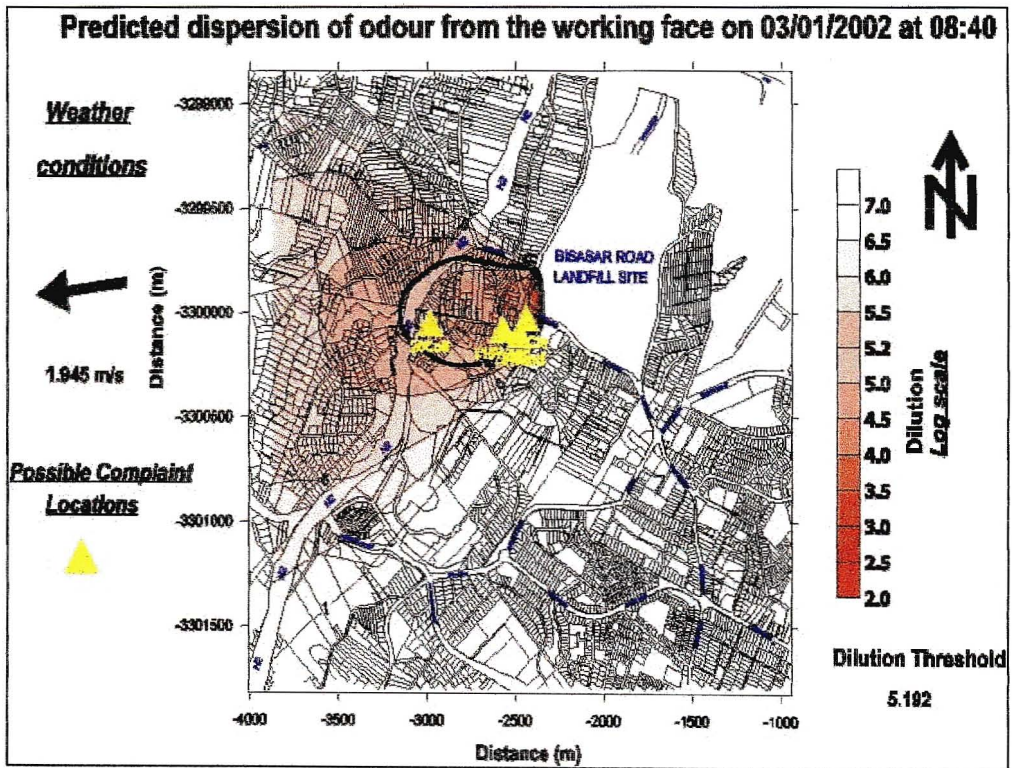 Predicted dispersion of odour from the working face on 03/01/2002 at 08:40
Weather
conditions
1.945 m/s
Possible Complaint
Locations
Distance (m)
-3299000
-3299500
-3300000
-3300500
-3301000
-3301500
BISASAR ROAD
LANDFILL SITE
-4000
-3500
-3000
-2500
-2000
-1500
-1000
Distance (m)
N
7.0
6.5
6.0
5.5
5.2
5.0
4.5
4.0
3.5
3.0
2.5
2.0
Dilution
Log scale
Dilution Threshold
5.192